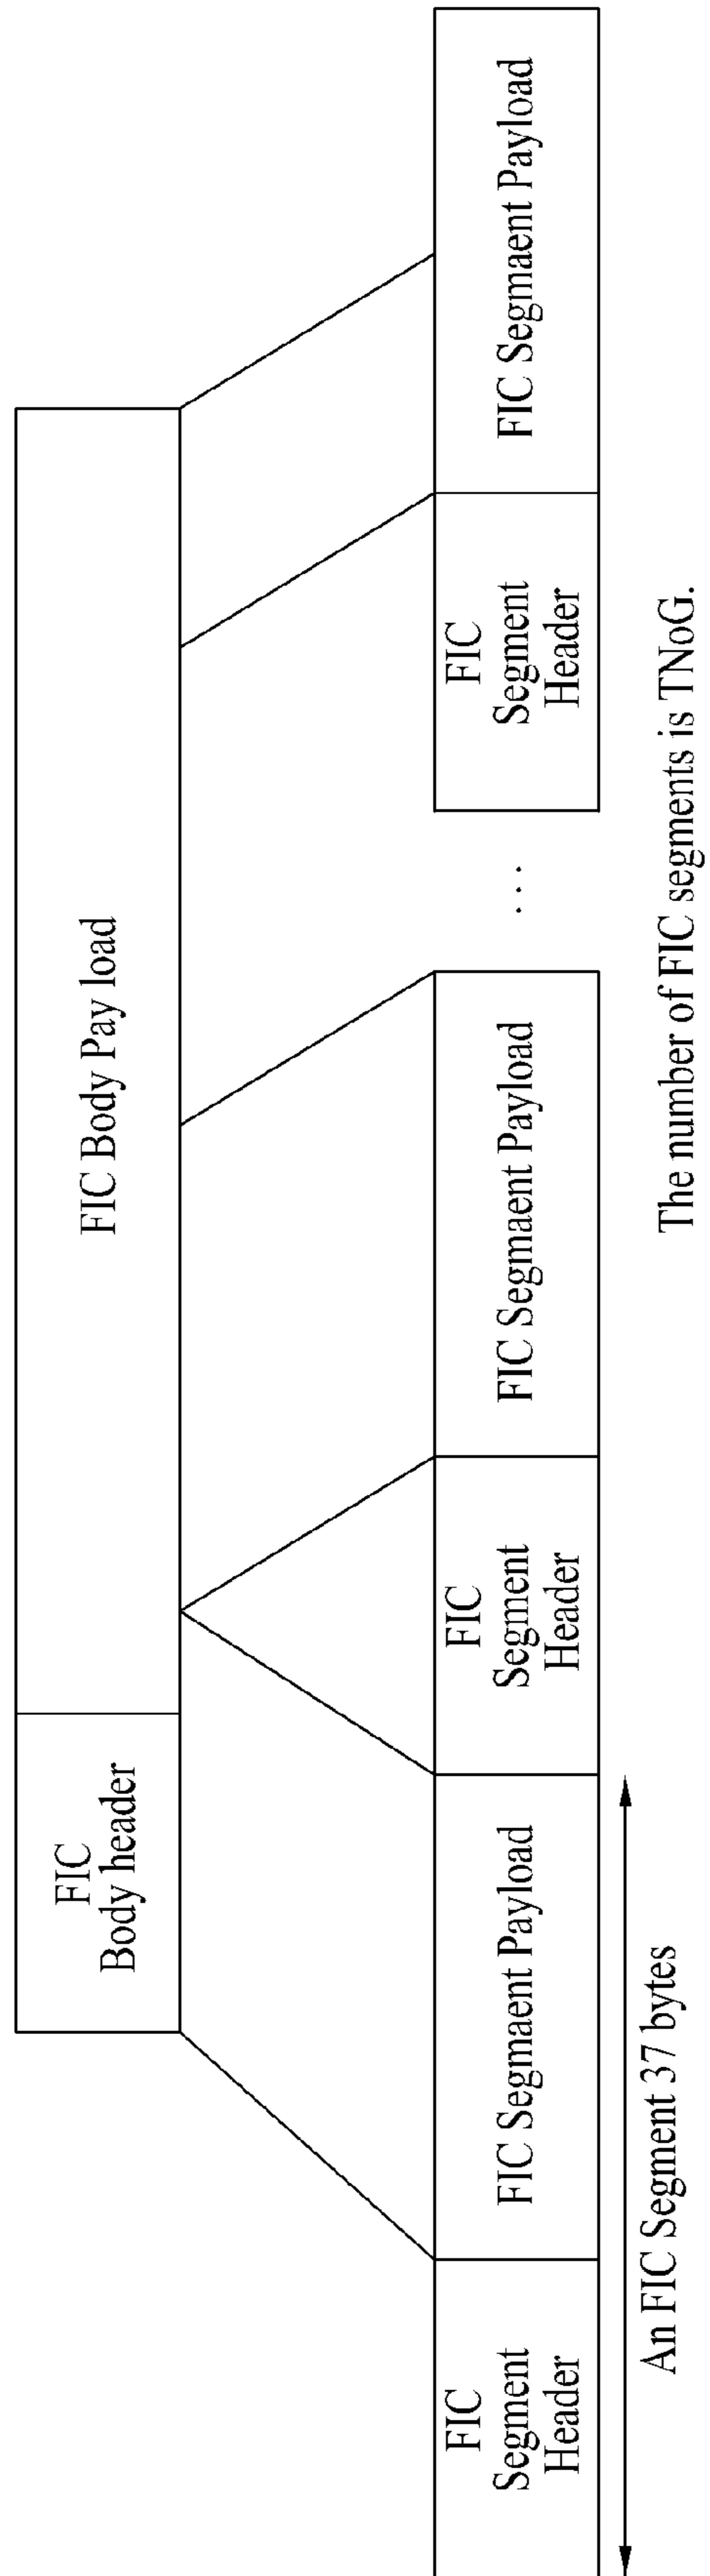 FIC
Body header
FIC Body Pay load
FIC
Segment
Header
FIC Segmaent Payload
FIC
Segment
Header
FIC Segmaent Payload
...
FIC
Segment
Header
FIC Segmaent Payload
An FIC Segment 37 bytes
The number of FIC segments is TNoG.